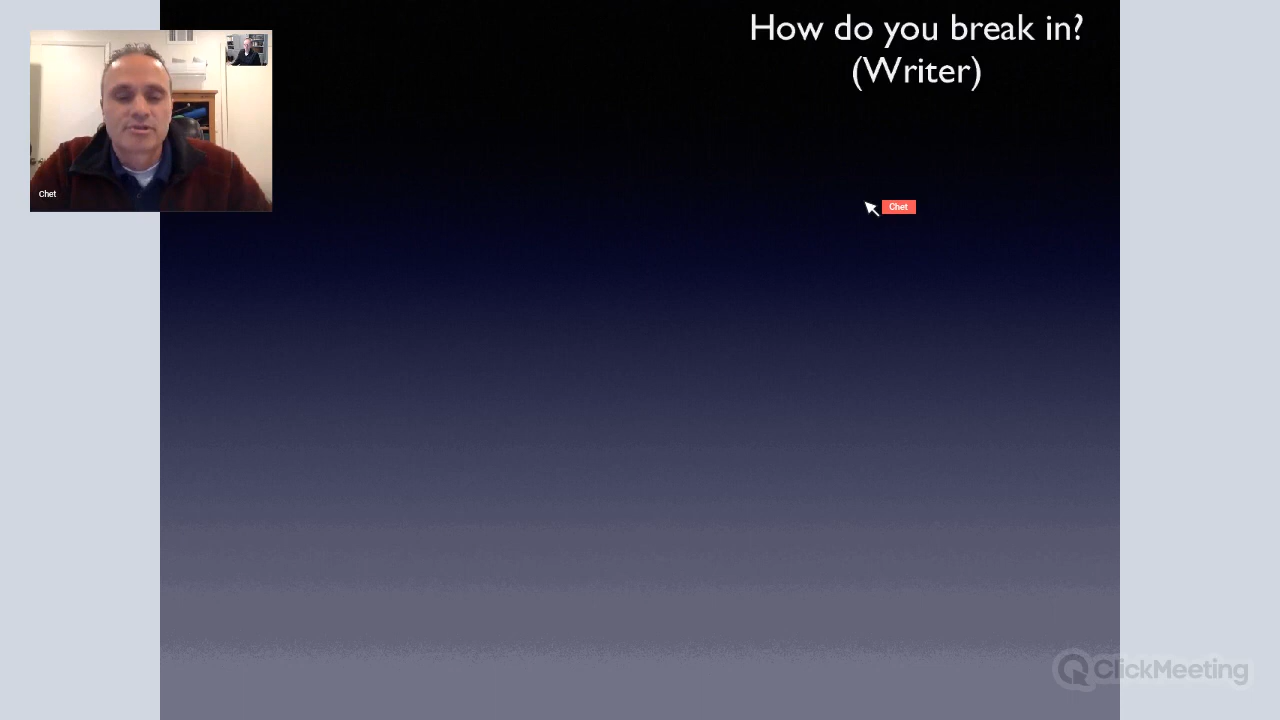 How do you break in?
(Writer)
Chet
Chet
ClickMeeting